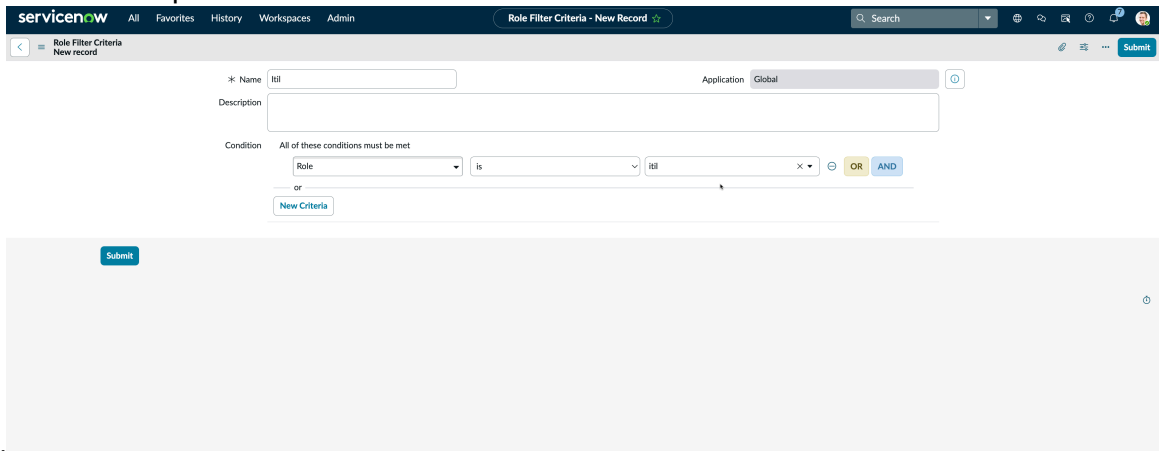 servicenow All Favorites History Workspaces Admin Role Filter Criteria - New Record Search 7
Role Filter Criteria
New record
Submit
Name Itil Application Global
Description
Condition All of these conditions must be met
Role is itil OR AND
or
New Criteria
Submit